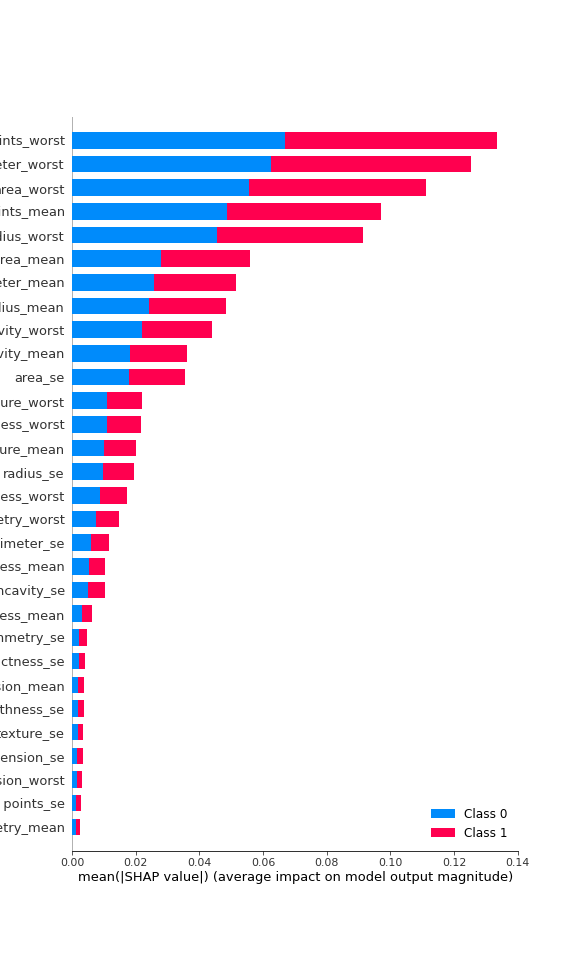 ints_worst
eter_worst
area_worst
ints_mean
dius_worst
rea_mean
eter_mean
dius_mean
vity_worst
vity_mean
area_se
ure_worst
ess_worst
ure_mean
radius_se
ess_worst
etry_worst
imeter_se
ess_mean
ncavity_se
ess_mean
nmetry_se
ctness_se
sion_mean
thness_se
texture_se
ension_se
sion_worst
points_se
etry_mean
Class 0
Class 1
0.00 0.02 0.04 0.06 0.08 0.10 0.12 0.14
mean(|SHAP value|) (average impact on model output magnitude)